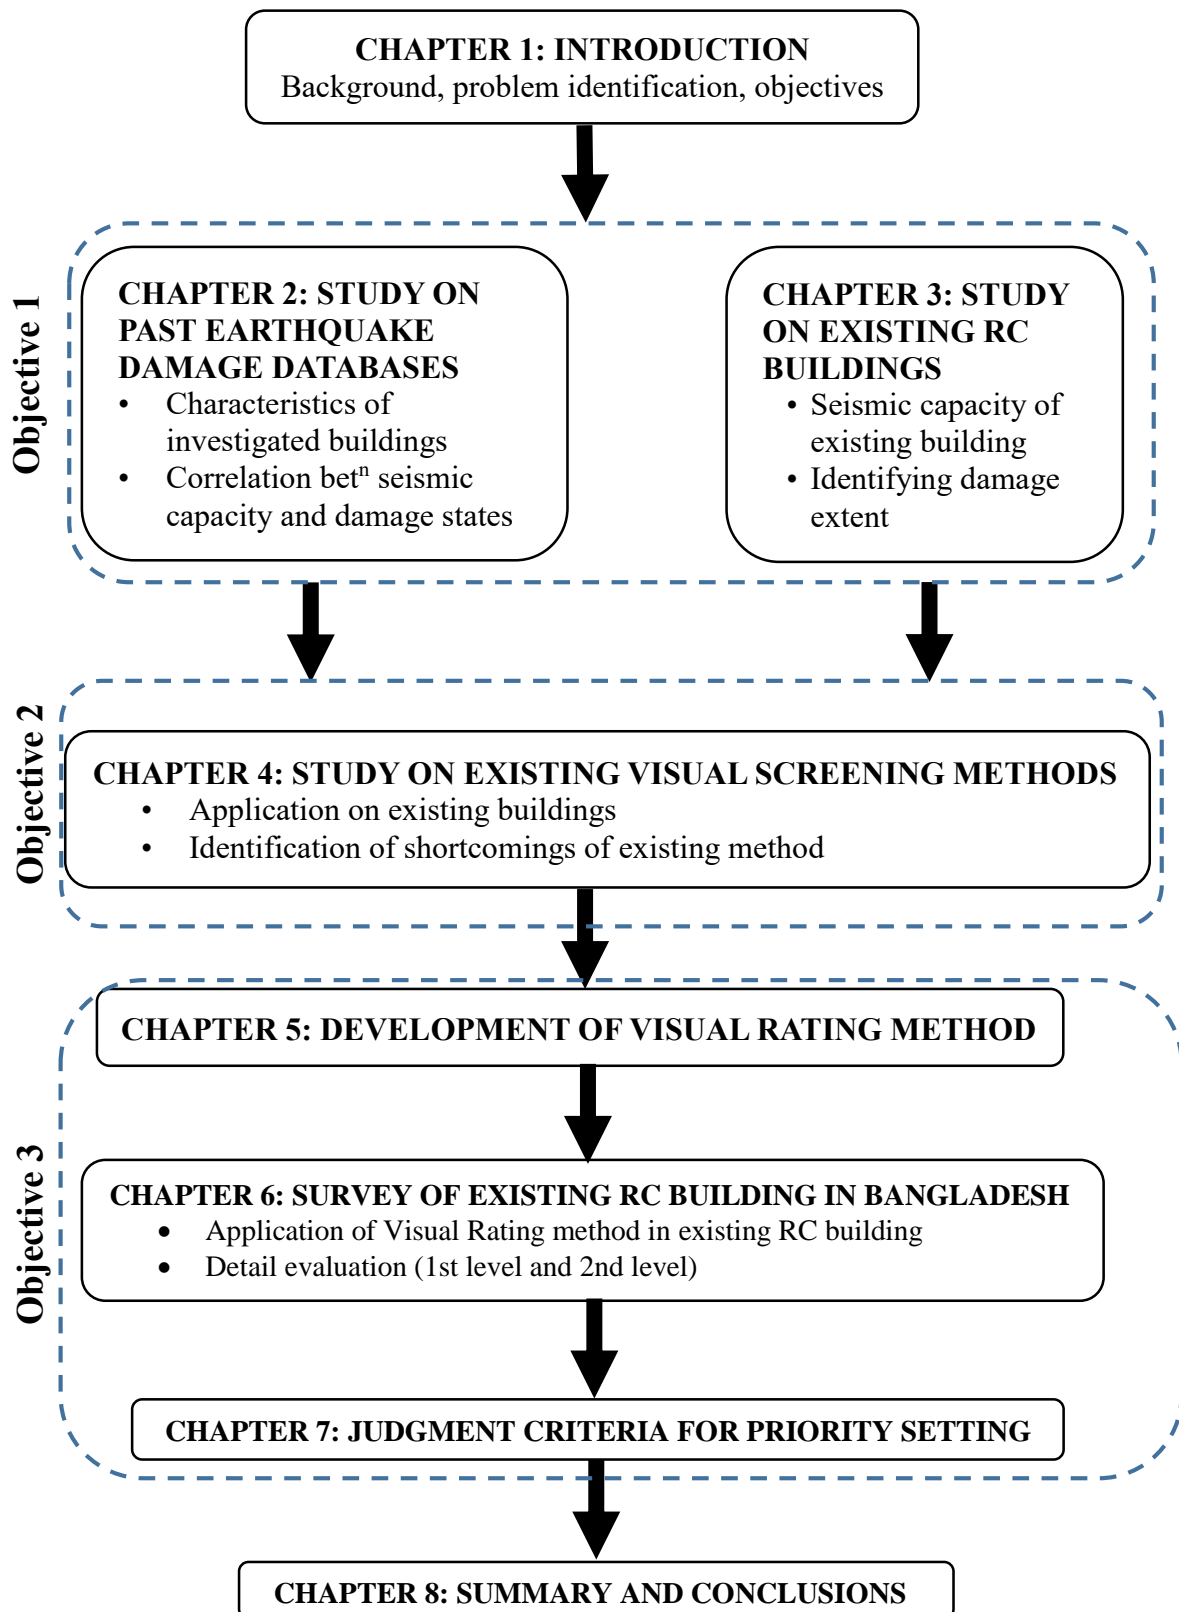 CHAPTER 1: INTRODUCTION
Background, problem identification, objectives
Objective 1
CHAPTER 2: STUDY ON
PAST EARTHQUAKE
DAMAGE DATABASES
• Characteristics of
investigated buildings
• Correlation betⁿ seismic
capacity and damage states
CHAPTER 3: STUDY
ON EXISTING RC
BUILDINGS
• Seismic capacity of
existing building
• Identifying damage
extent
Objective 2
CHAPTER 4: STUDY ON EXISTING VISUAL SCREENING METHODS
• Application on existing buildings
• Identification of shortcomings of existing method
Objective 3
CHAPTER 5: DEVELOPMENT OF VISUAL RATING METHOD
CHAPTER 6: SURVEY OF EXISTING RC BUILDING IN BANGLADESH
• Application of Visual Rating method in existing RC building
• Detail evaluation (1st level and 2nd level)
CHAPTER 7: JUDGMENT CRITERIA FOR PRIORITY SETTING
CHAPTER 8: SUMMARY AND CONCLUSIONS